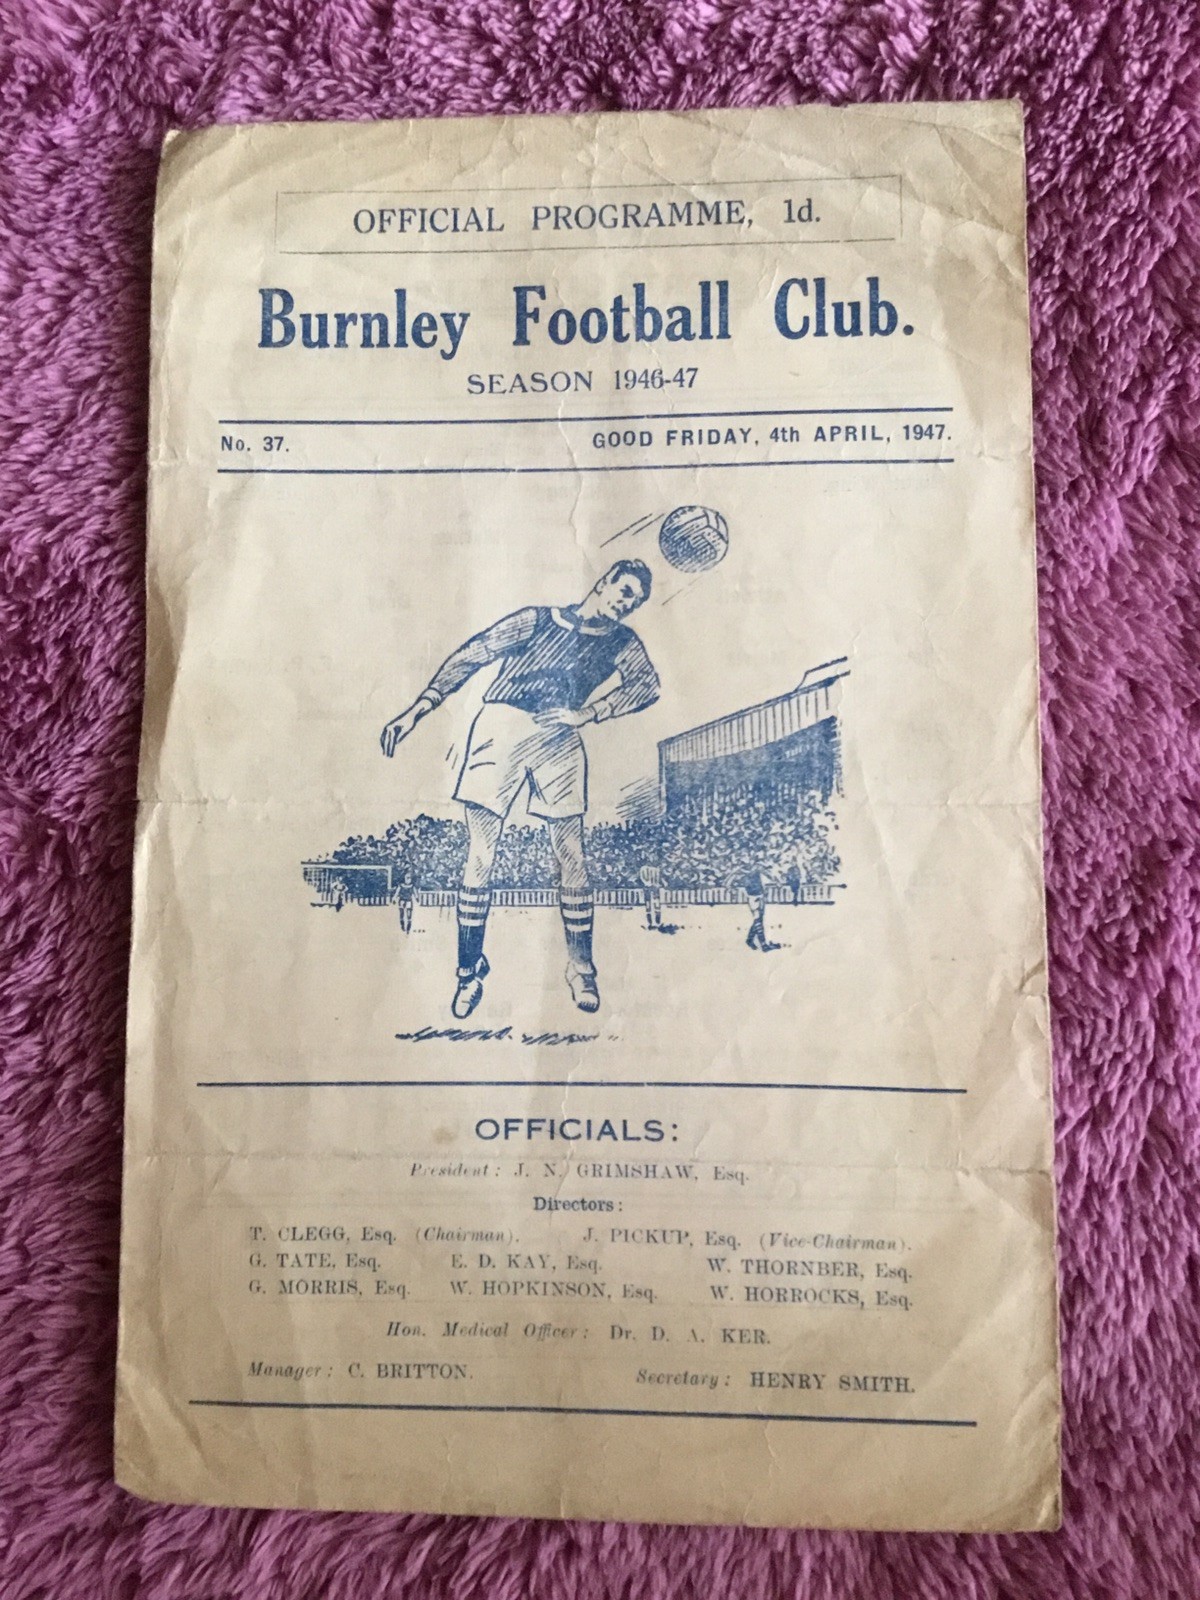 OFFICIAL PROGRAMME, 1d.
Burnley Football Club.
SEASON 1946-47
No. 37. GOOD FRIDAY, 4th APRIL, 1947.
OFFICIALS:
President: J. N. GRIMSHAW, Esq.
Directors:
T. CLEGG, Esq. (Chairman). J. PICKUP, Esq. (Vice-Chairman).
G. TATE, Esq. E. D. KAY, Esq. W. THORNBER, Esq.
G. MORRIS, Esq. W. HOPKINSON, Esq. W. HORROCKS, Esq.
Hon. Medical Officer: Dr. D. A. KER.
Manager: C. BRITTON. Secretary: HENRY SMITH.